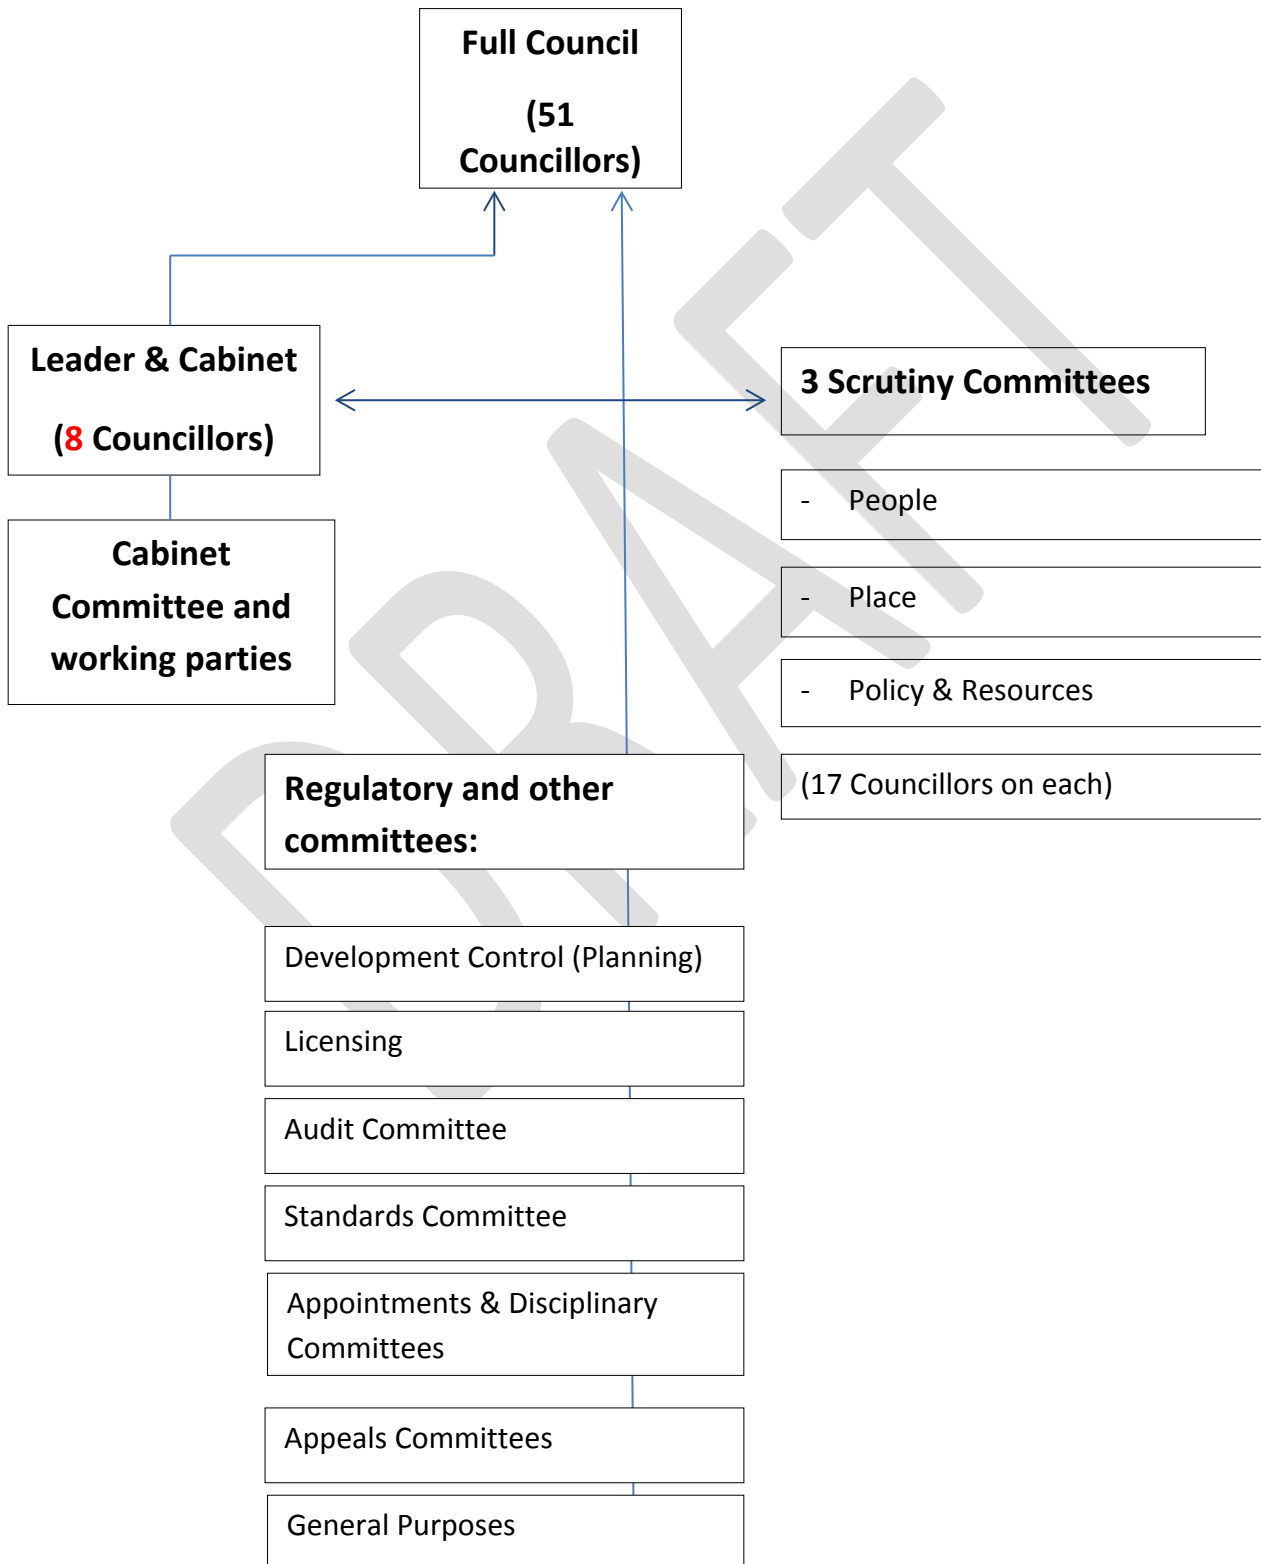 Full Council
(51
Councillors)
Leader & Cabinet
(8 Councillors)
3 Scrutiny Committees
- People
- Place
- Policy & Resources
(17 Councillors on each)
Cabinet
Committee and
working parties
Regulatory and other
committees:
Development Control (Planning)
Licensing
Audit Committee
Standards Committee
Appointments & Disciplinary
Committees
Appeals Committees
General Purposes
DRAFT